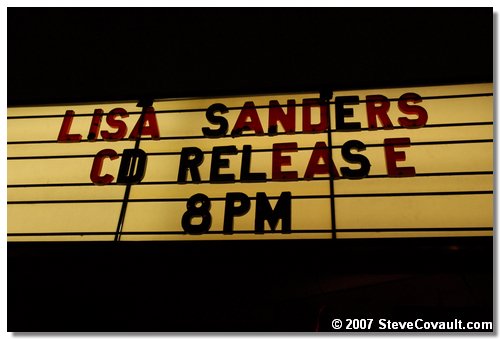 LISA SANDERS
CD RELEASE
8PM
© 2007 SteveCovault.com